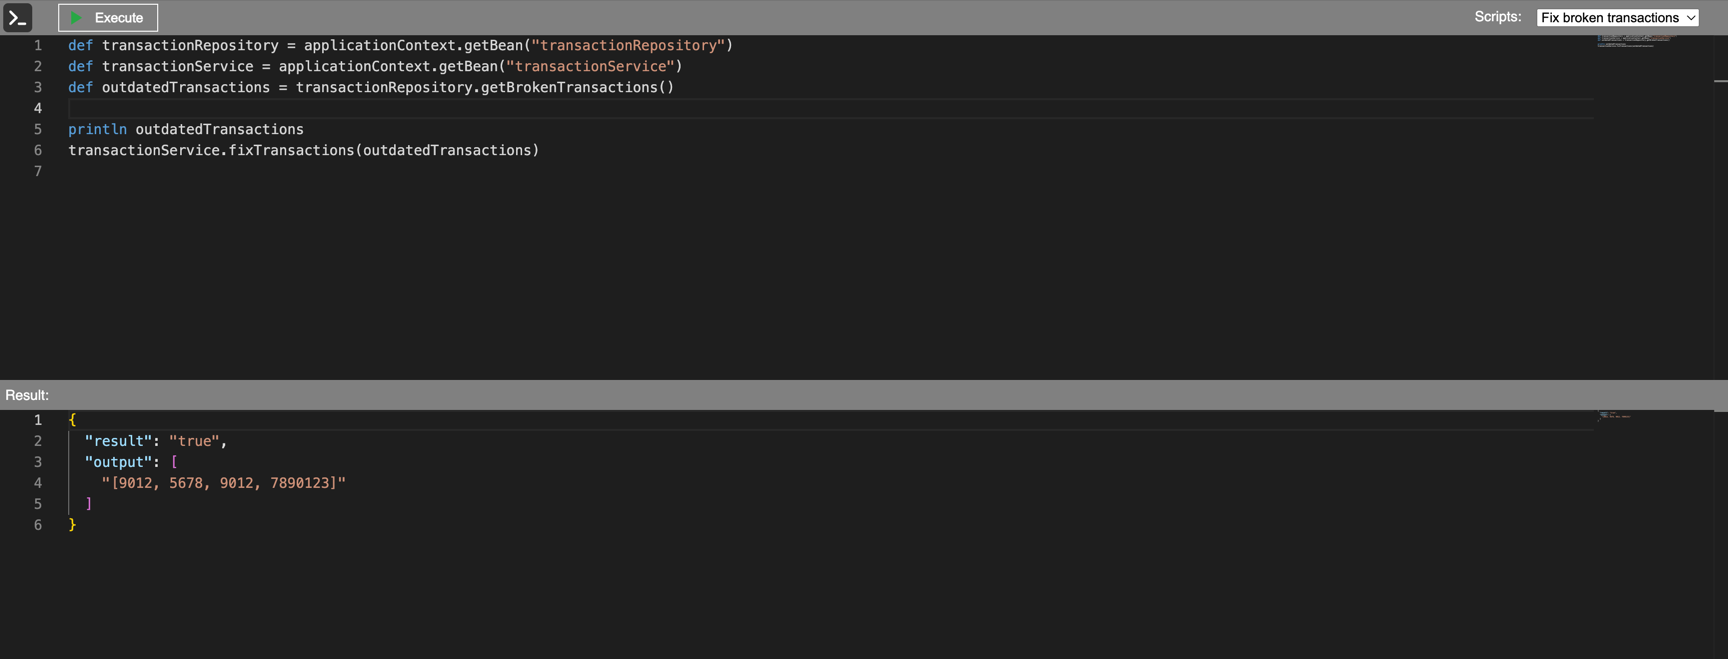 >_ Execute Scripts: Fix broken transactions
1 def transactionRepository = applicationContext.getBean("transactionRepository")
2 def transactionService = applicationContext.getBean("transactionService")
3 def outdatedTransactions = transactionRepository.getBrokenTransactions()
4
5 println outdatedTransactions
6 transactionService.fixTransactions(outdatedTransactions)
7
Result:
1 {
2 "result": "true",
3 "output": [
4 "[9012, 5678, 9012, 7890123]"
5 ]
6 }